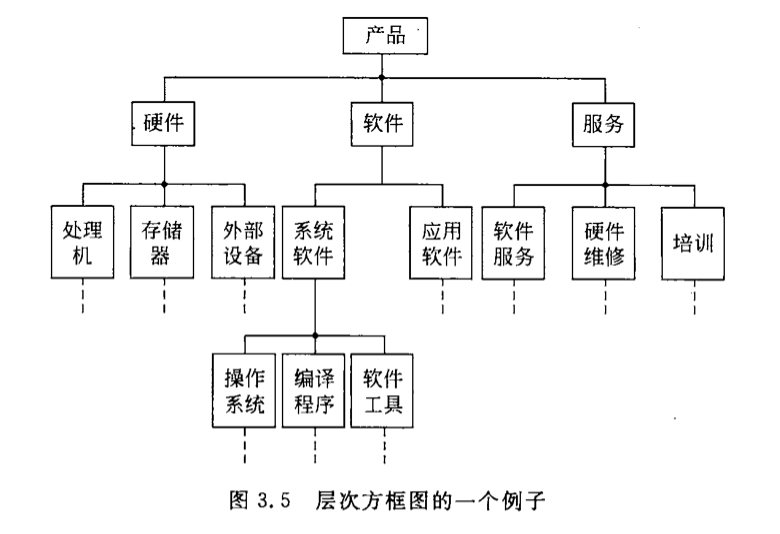 产品
硬件
软件
服务
处理
机
存储
器
外部
设备
系统
软件
应用
软件
软件
服务
硬件
维修
培训
操作
系统
编译
程序
软件
工具
图 3.5 层次方框图的一个例子